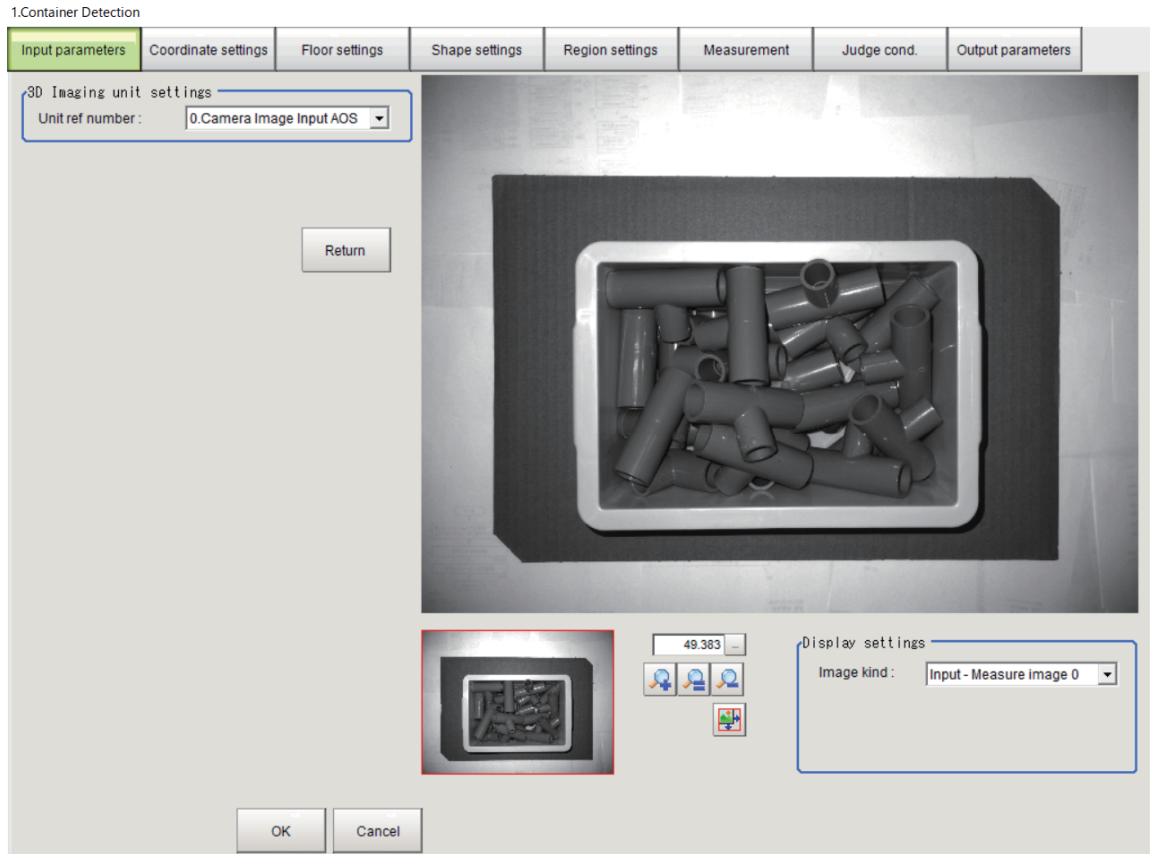 1.Container Detection
Input parameters Coordinate settings Floor settings Shape settings Region settings Measurement Judge cond. Output parameters
3D Imaging unit settings
Unit ref number : 0.Camera Image Input AOS
Return
49.383 ...
Display settings
Image kind : Input - Measure image 0
OK Cancel